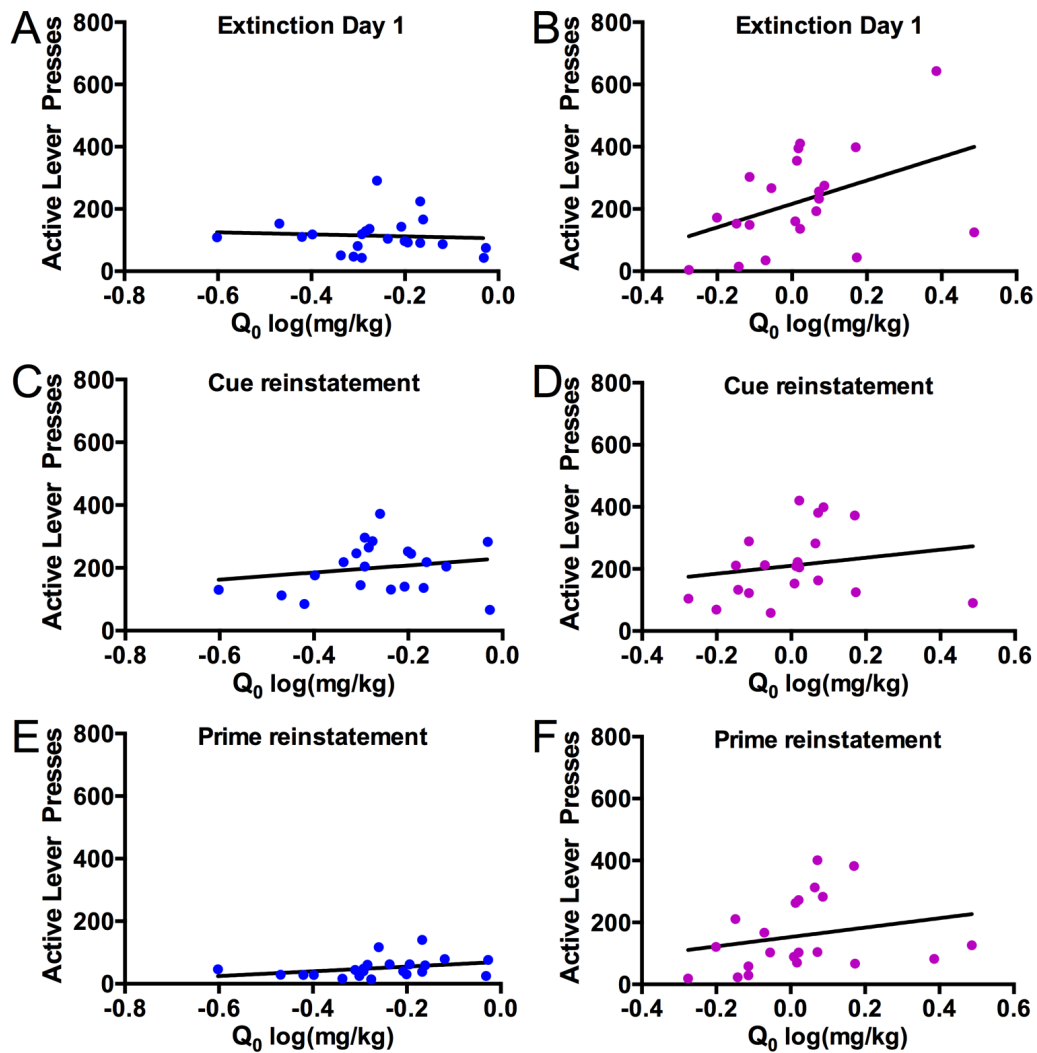 A
Extinction Day 1
Active Lever Presses
800
600
400
200
0
-0.8 -0.6 -0.4 -0.2 0.0
Q0 log(mg/kg)
B
Extinction Day 1
Active Lever Presses
800
600
400
200
0
-0.4 -0.2 0.0 0.2 0.4 0.6
Q0 log(mg/kg)
C
Cue reinstatement
Active Lever Presses
800
600
400
200
0
-0.8 -0.6 -0.4 -0.2 0.0
Q0 log(mg/kg)
D
Cue reinstatement
Active Lever Presses
800
600
400
200
0
-0.4 -0.2 0.0 0.2 0.4 0.6
Q0 log(mg/kg)
E
Prime reinstatement
Active Lever Presses
800
600
400
200
0
-0.8 -0.6 -0.4 -0.2 0.0
Q0 log(mg/kg)
F
Prime reinstatement
Active Lever Presses
800
600
400
200
0
-0.4 -0.2 0.0 0.2 0.4 0.6
Q0 log(mg/kg)